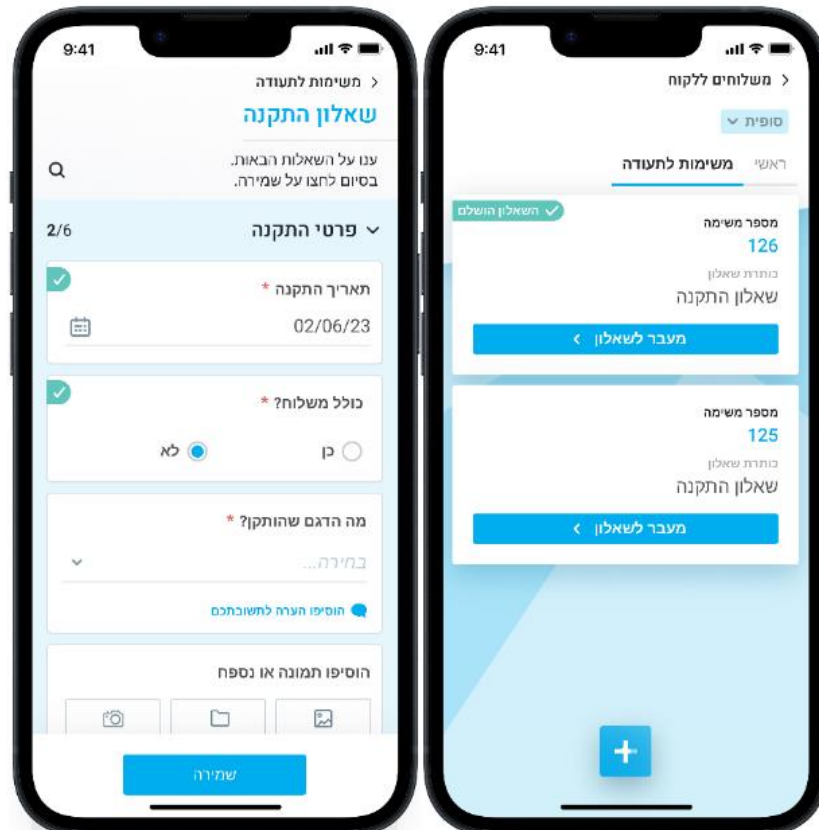 9:41
משימות לתעודה
שאלון התקנה
ענו על השאלות הבאות.
בסיום לחצו על שמירה.
פרטי התקנה
2/6
תאריך התקנה *
02/06/23
כולל משלוח? *
כן
לא
מה הדגם שהותקן? *
בחירה...
הוסיפו הערה לתשובתכם
הוסיפו תמונה או נספח
שמירה
9:41
משלוחים ללקוח
סופית
ראשי
משימות לתעודה
השאלון הושלם
מספר משימה
126
כותרת שאלון
שאלון התקנה
מעבר לשאלון
מספר משימה
125
כותרת שאלון
שאלון התקנה
מעבר לשאלון